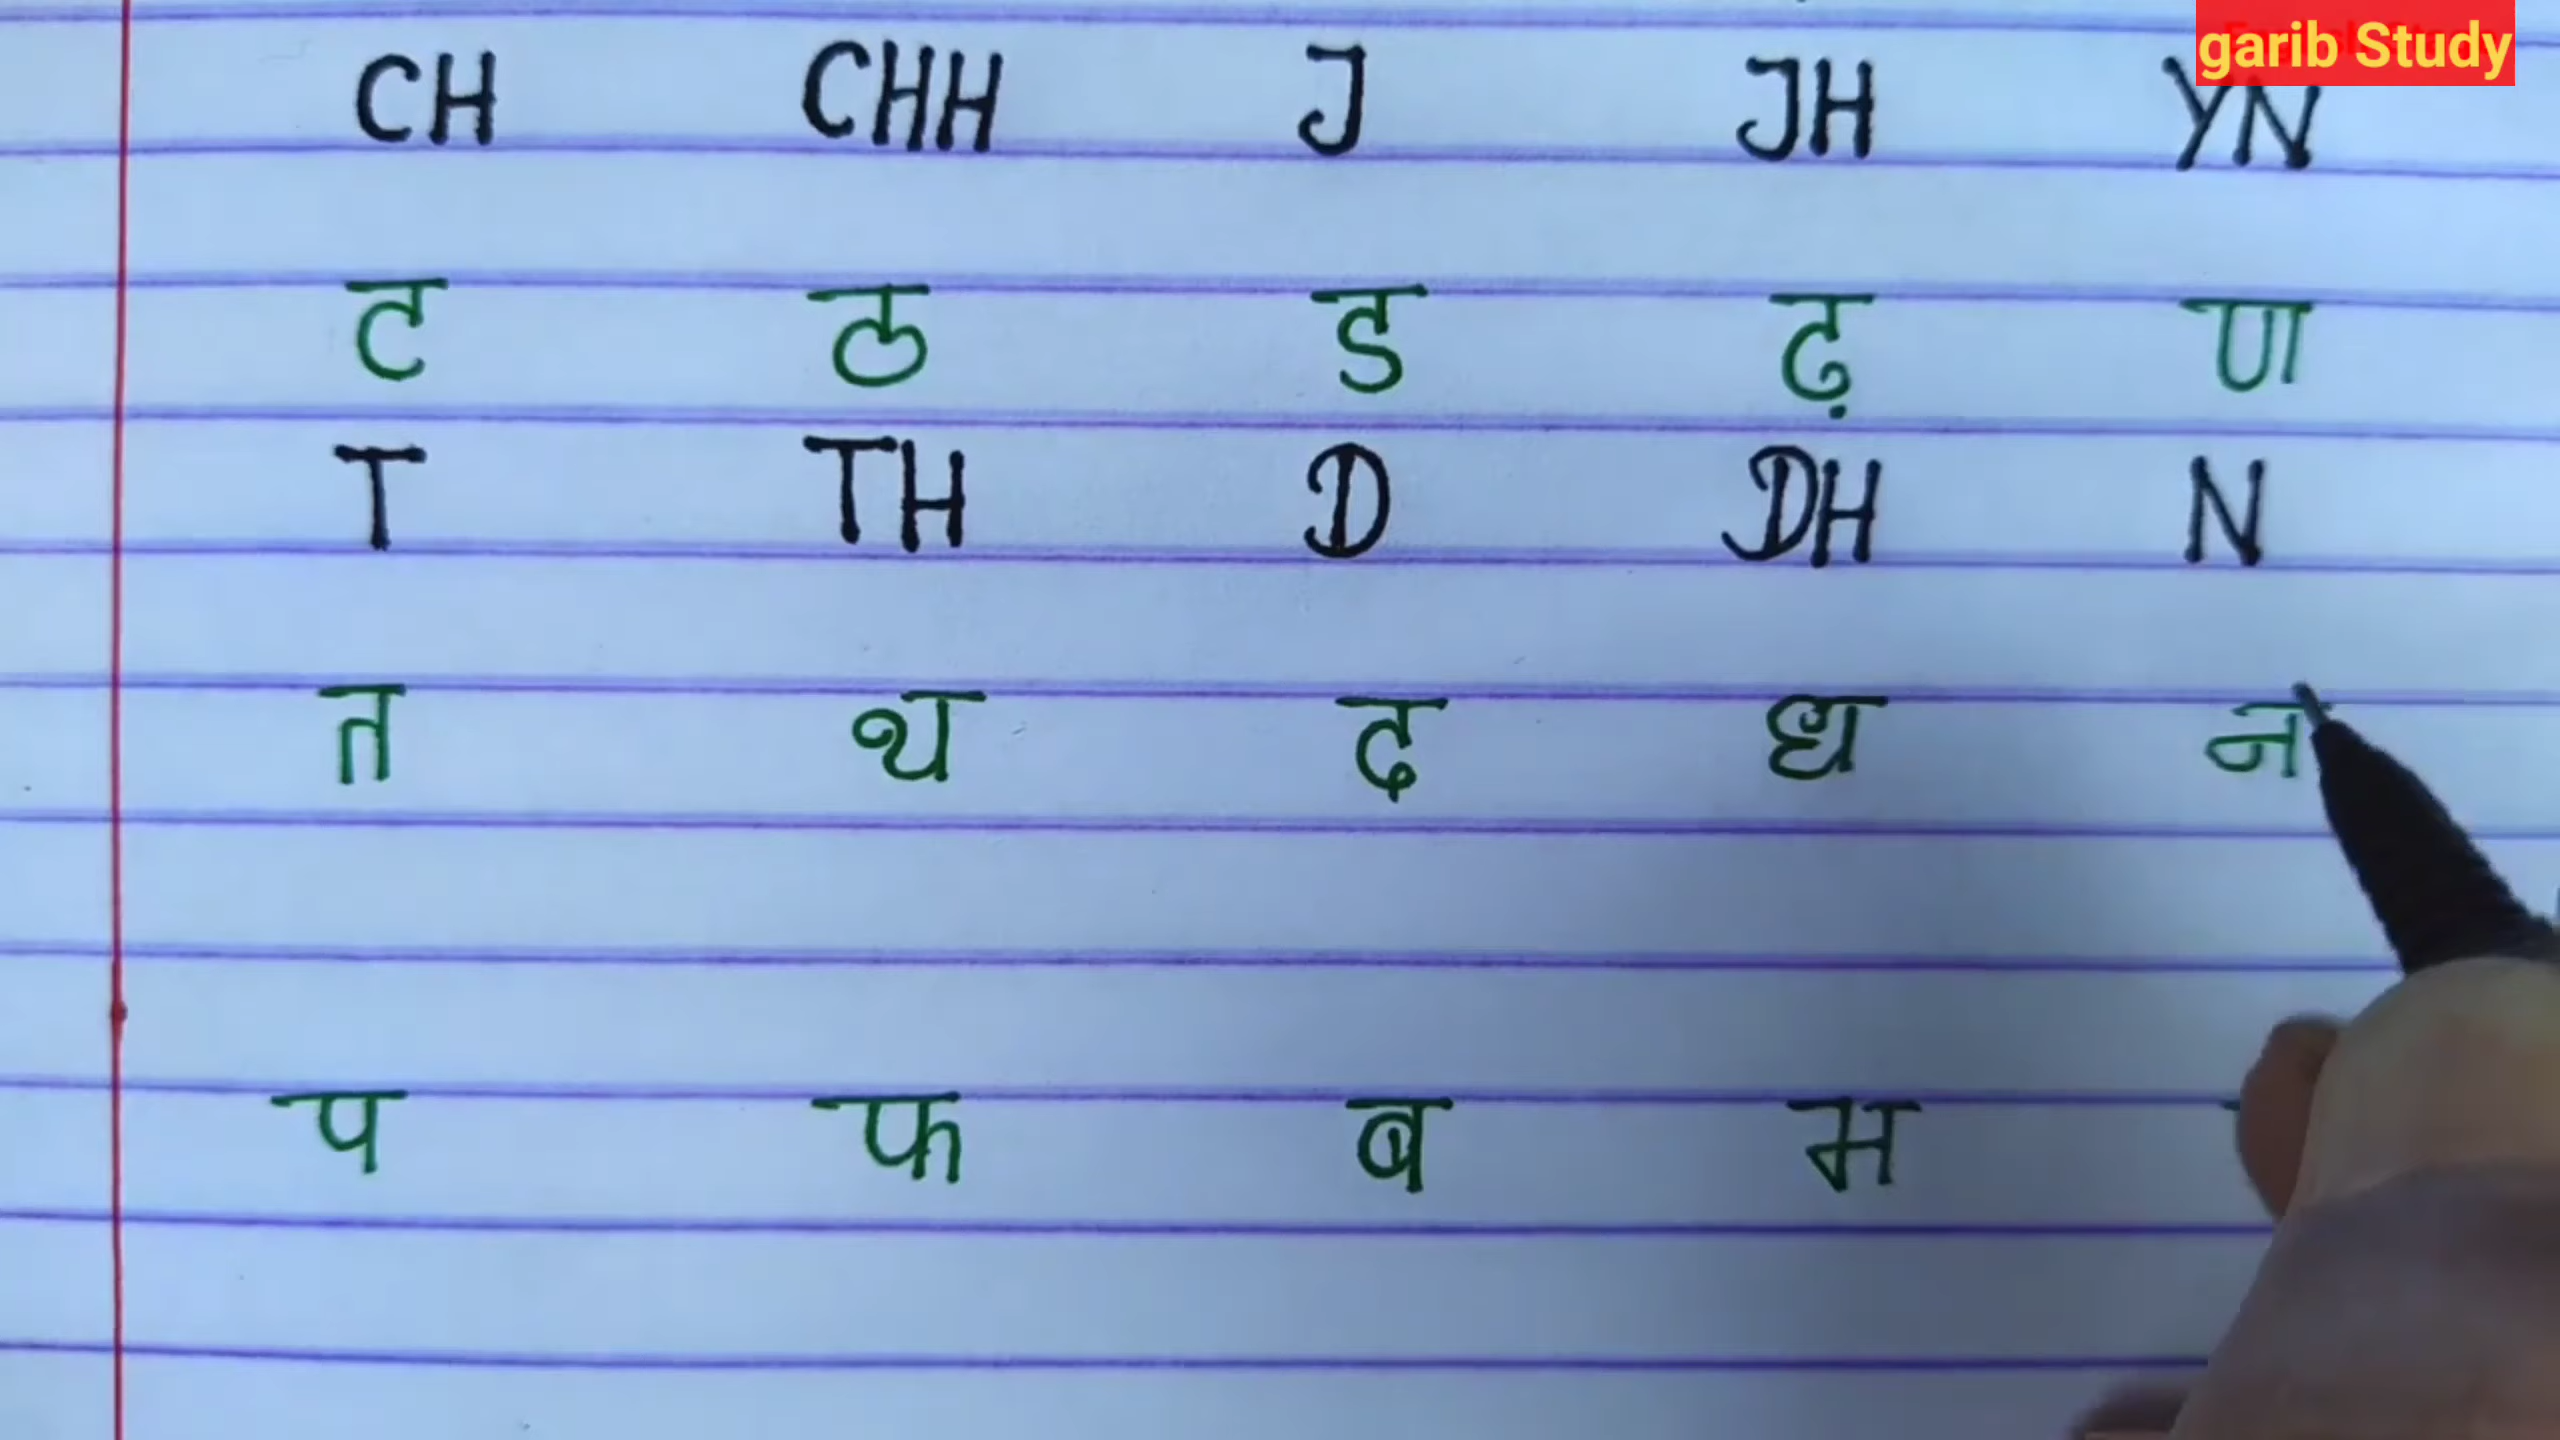 garib Study
CH CHH J JH YN
ट ठ ड ढ़ ण
T TH D DH N
त थ द ध न
प फ ब म